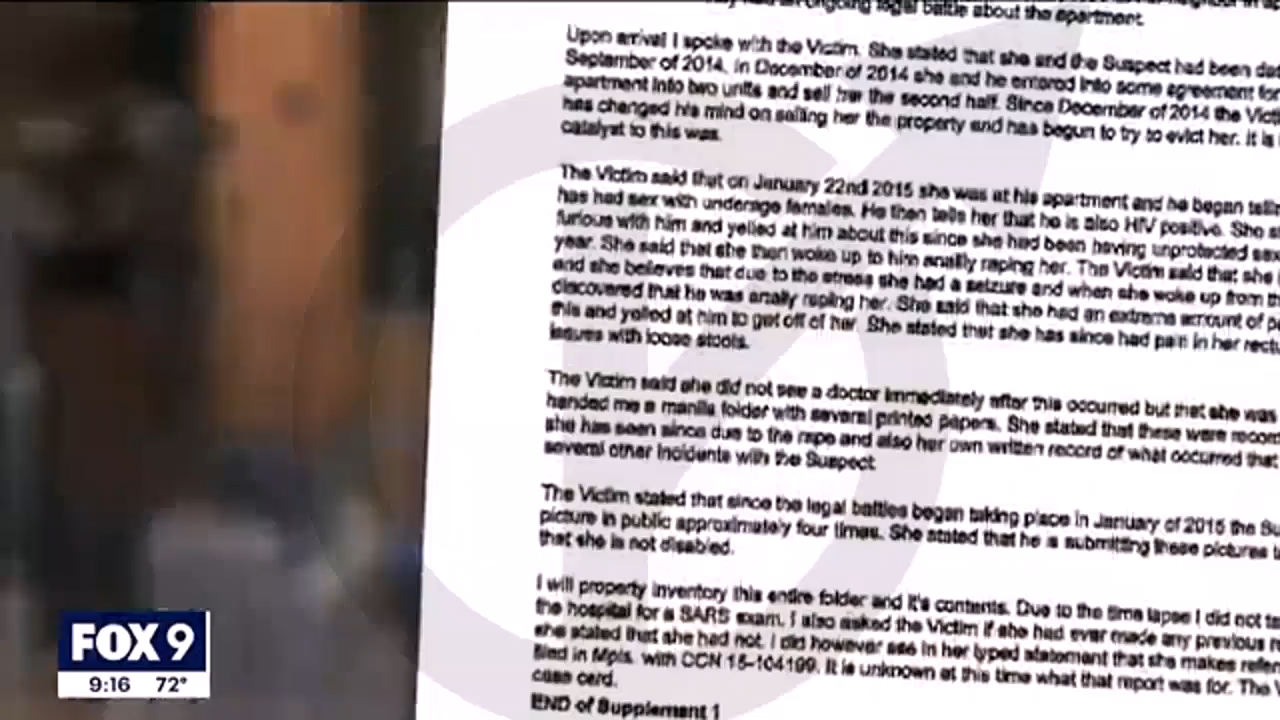 ongoing legal battle about the apartment.
Upon arrival I spoke with the Victim. She stated that she and the Suspect had been
September of 2014. In December of 2014 she and he entered into some agreement for
apartment into two units and sell her the second half. Since December of 2014 the
has changed his mind on selling her the property and has begun to try to evict her. It is
catalyst to this was.
The Victim said that on January 22nd 2015 she was at his apartment and he began
has had sex with underage females. He then tells her that he is also HIV positive. She
furious with him and yelled at him about this since she had been having unprotected sex
year. She said that she then woke up to him anally raping her. The Victim said that she
and she believes that due to the stress she had a seizure and when she woke up from
discovered that he was anally raping her. She said that she had an extreme amount of
this and yelled at him to get off of her. She stated that she has since had pain in her
issues with loose stools.
The Victim said she did not see a doctor immediately after this occurred but that she was
handed me a manila folder with several printed papers. She stated that these were
she has seen since due to the rape and also her own written record of what occurred that
several other incidents with the Suspect.
The Victim stated that since the legal battles began taking place in January of 2015 the
picture in public approximately four times. She stated that he is submitting these pictures
that she is not disabled.
I will property inventory this entire folder and it's contents. Due to the time lapse I did not
the hospital for a SARS exam. I also asked the Victim if she had ever made any previous
she stated that she had not. I did however see in her typed statement that she makes
filed in Mpls. with CCN 15-104199. It is unknown at this time what that report was for. The
case card.
END of Supplement 1
FOX 9
9:16 72°